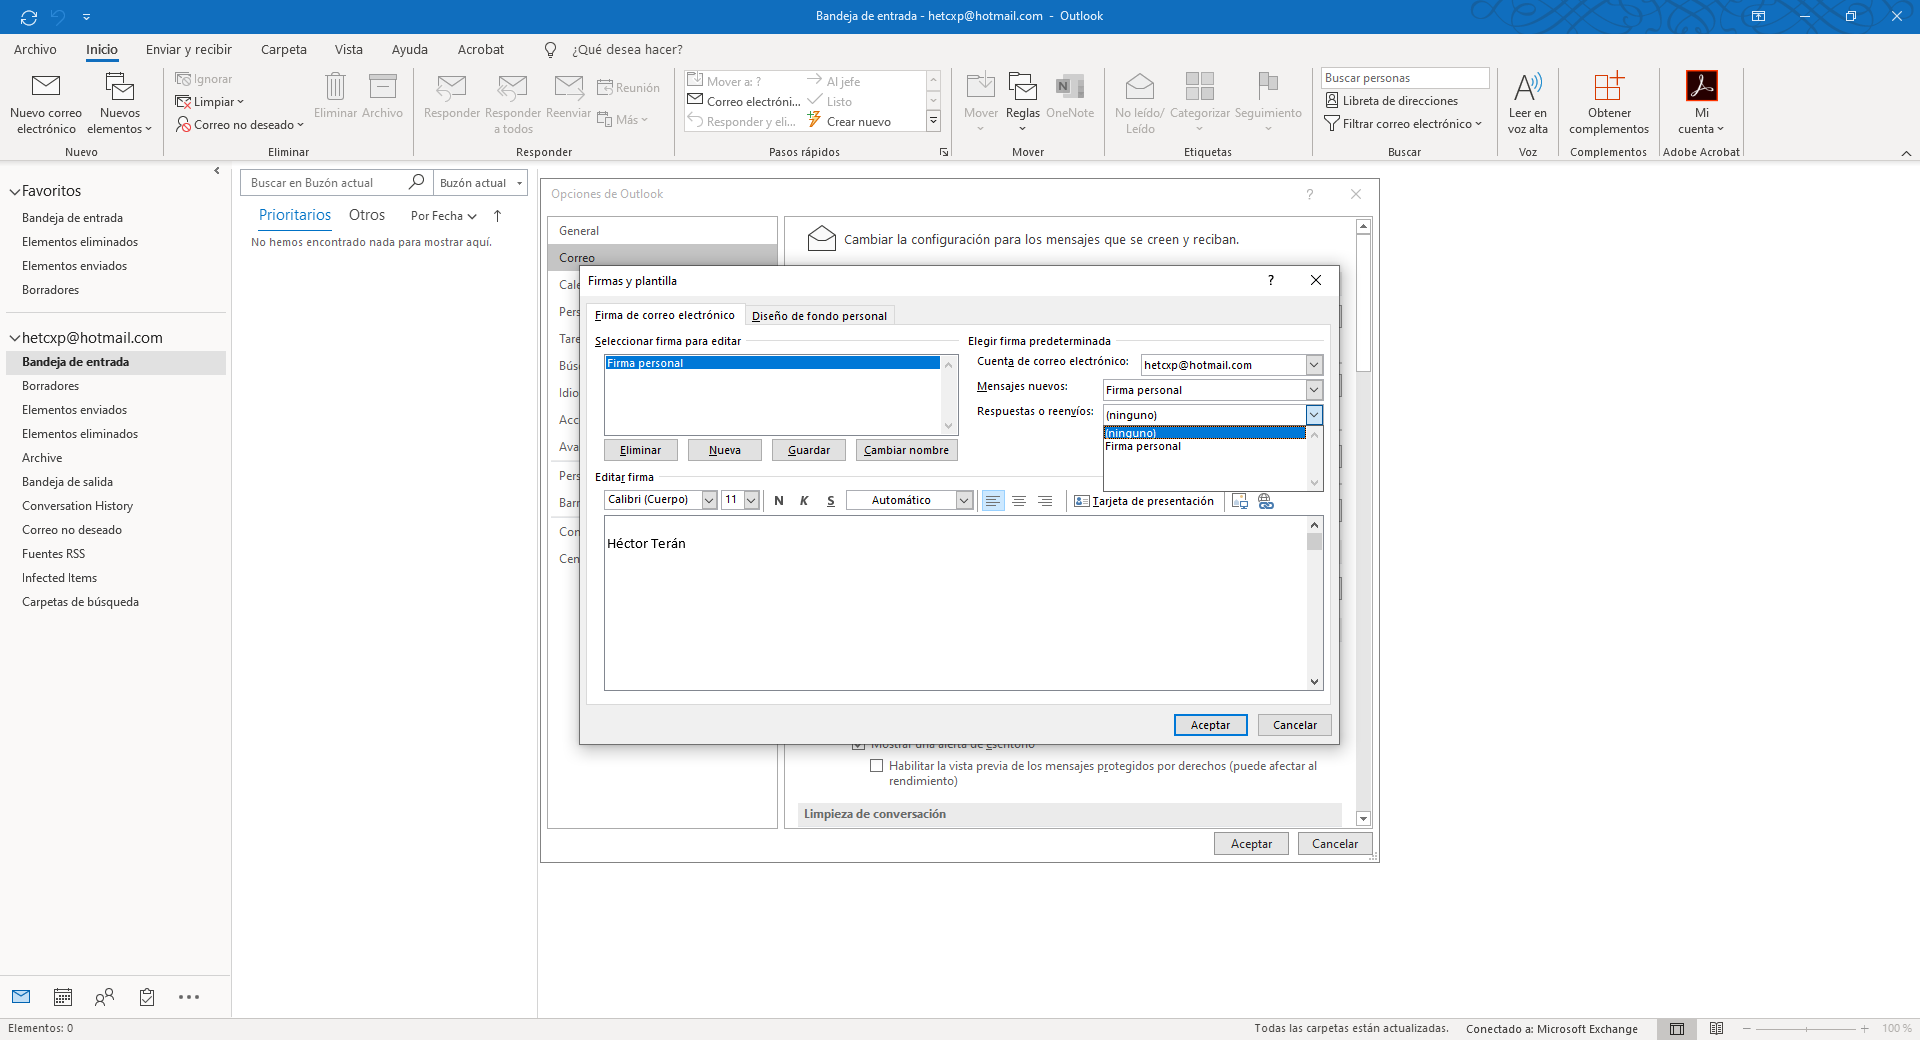 Bandeja de entrada - hetcxp@hotmail.com - Outlook
Archivo Inicio Enviar y recibir Carpeta Vista Ayuda Acrobat ¿Qué desea hacer?
Nuevo correo electrónico
Nuevos elementos
Nuevo
Ignorar
Limpiar
Correo no deseado
Eliminar Archivo
Eliminar
Responder
Responder a todos
Reenviar
Reunión
Más
Responder
Mover a: ?
Correo electróni...
Responder y eli...
Al jefe
Listo
Crear nuevo
Pasos rápidos
Mover
Reglas
OneNote
Mover
No leído/ Leído
Categorizar
Seguimiento
Etiquetas
Buscar personas
Libreta de direcciones
Filtrar correo electrónico
Buscar
Leer en voz alta
Voz
Obtener complementos
Complementos
Mi cuenta
Adobe Acrobat
Favoritos
Bandeja de entrada
Elementos eliminados
Elementos enviados
Borradores
hetcxp@hotmail.com
Bandeja de entrada
Borradores
Elementos enviados
Elementos eliminados
Archive
Bandeja de salida
Conversation History
Correo no deseado
Fuentes RSS
Infected Items
Carpetas de búsqueda
Buscar en Buzón actual Buzón actual
Prioritarios Otros Por Fecha
No hemos encontrado nada para mostrar aquí.
Opciones de Outlook
?
General
Correo
Cale
Pers
Tare
Bús
Idio
Acc
Ava
Pers
Barr
Con
Cen
Cambiar la configuración para los mensajes que se creen y reciban.
Firmas y plantilla
?
Firma de correo electrónico Diseño de fondo personal
Seleccionar firma para editar
Firma personal
Eliminar Nueva Guardar Cambiar nombre
Elegir firma predeterminada
Cuenta de correo electrónico: hetcxp@hotmail.com
Mensajes nuevos: Firma personal
Respuestas o reenvíos: (ninguno)
(ninguno)
Firma personal
Editar firma
Calibri (Cuerpo) 11 N K S Automático Tarjeta de presentación
Héctor Terán
Aceptar Cancelar
Mostrar una alerta de escritorio
Habilitar la vista previa de los mensajes protegidos por derechos (puede afectar al
rendimiento)
Limpieza de conversación
Aceptar Cancelar
Elementos: 0
Todas las carpetas están actualizadas. Conectado a: Microsoft Exchange 100 %